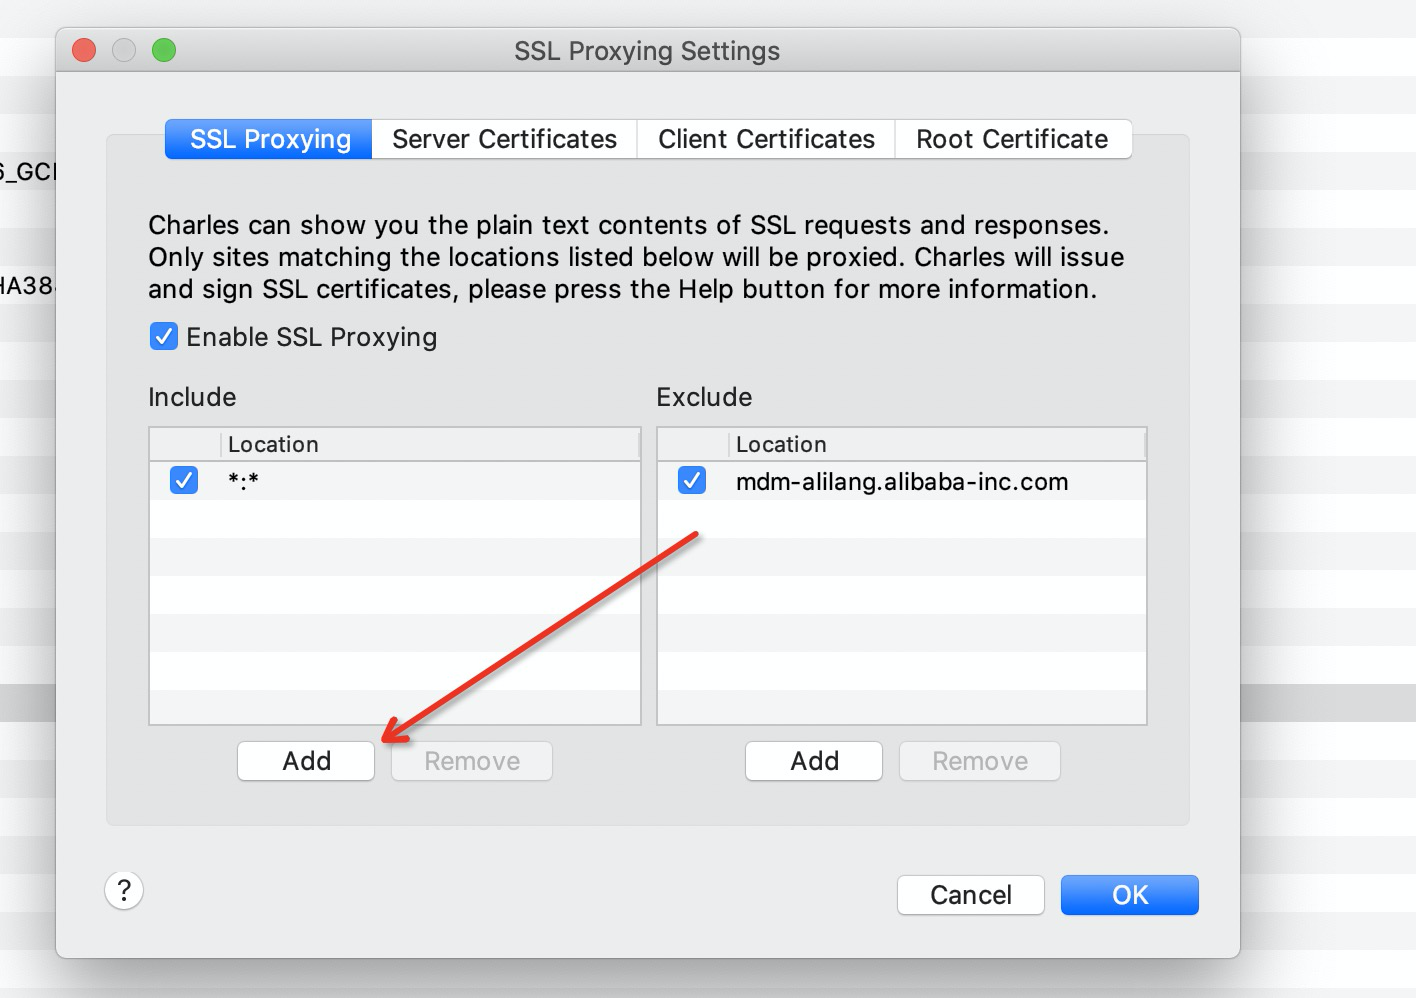 SSL Proxying Settings
SSL Proxying Server Certificates Client Certificates Root Certificate
6_GC
HA38
Charles can show you the plain text contents of SSL requests and responses.
Only sites matching the locations listed below will be proxied. Charles will issue
and sign SSL certificates, please press the Help button for more information.
Enable SSL Proxying
Include
Exclude
Location
*:*
Location
mdm-alilang.alibaba-inc.com
Add Remove
Add Remove
?
Cancel OK